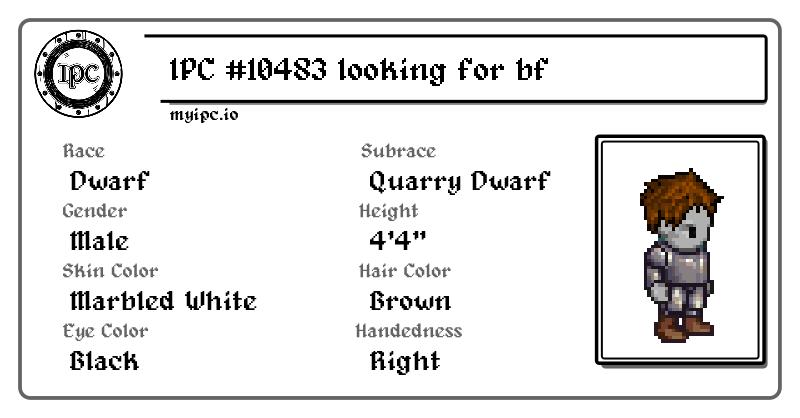 IPC
IPC #10483 looking for bf
myipc.io
Race
Dwarf
Subrace
Quarry Dwarf
Gender
Male
Height
4'4"
Skin Color
Marbled White
Hair Color
Brown
Eye Color
Black
Handedness
Right